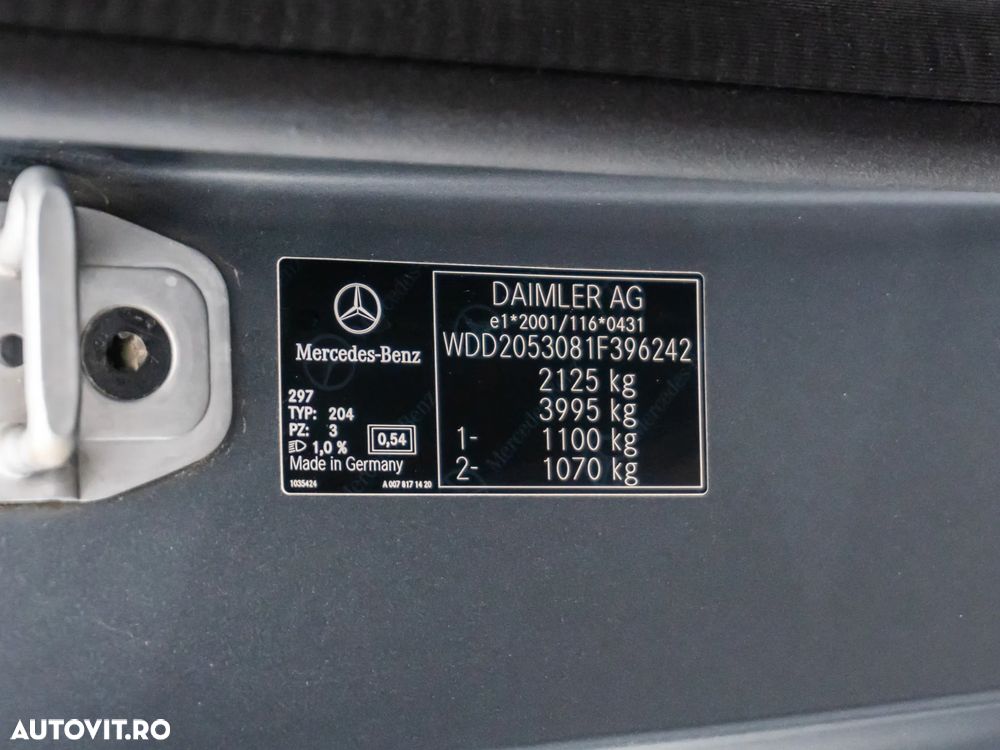 Mercedes-Benz
297
TYP: 204
PZ: 3
1,0 %
0,54
Made in Germany
1035424 A 007 817 14 20
DAIMLER AG
e1*2001/116*0431
WDD2053081F396242
2125 kg
3995 kg
1- 1100 kg
2- 1070 kg
AUTOVIT.RO